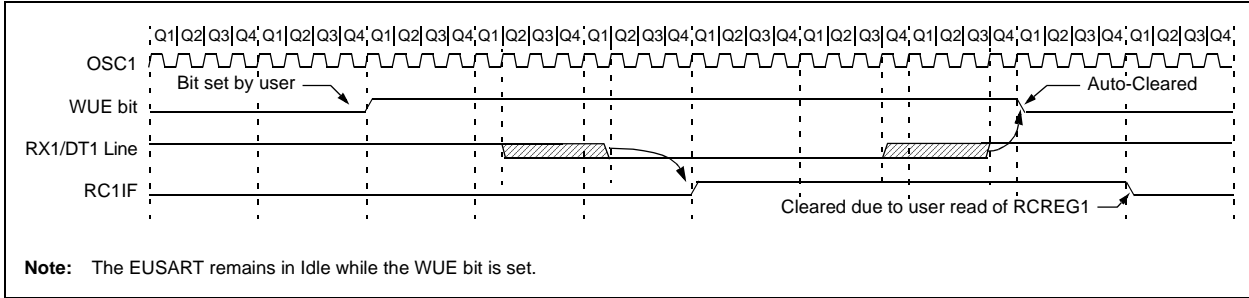 Q1 Q2 Q3 Q4 Q1 Q2 Q3 Q4 Q1 Q2 Q3 Q4 Q1 Q2 Q3 Q4 Q1 Q2 Q3 Q4 Q1 Q2 Q3 Q4 Q1 Q2 Q3 Q4 Q1 Q2 Q3 Q4 Q1 Q2 Q3 Q4 Q1 Q2 Q3 Q4
OSC1
Bit set by user
Auto-Cleared
WUE bit
RX1/DT1 Line
RC1IF
Cleared due to user read of RCREG1
Note: The EUSART remains in Idle while the WUE bit is set.